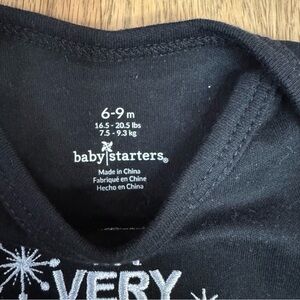 6-9 m
16.5 - 20.5 lbs
7.5 - 9.3 kg
baby starters®
Made in China
Fabriqué en Chine
Hecho en China
VERY